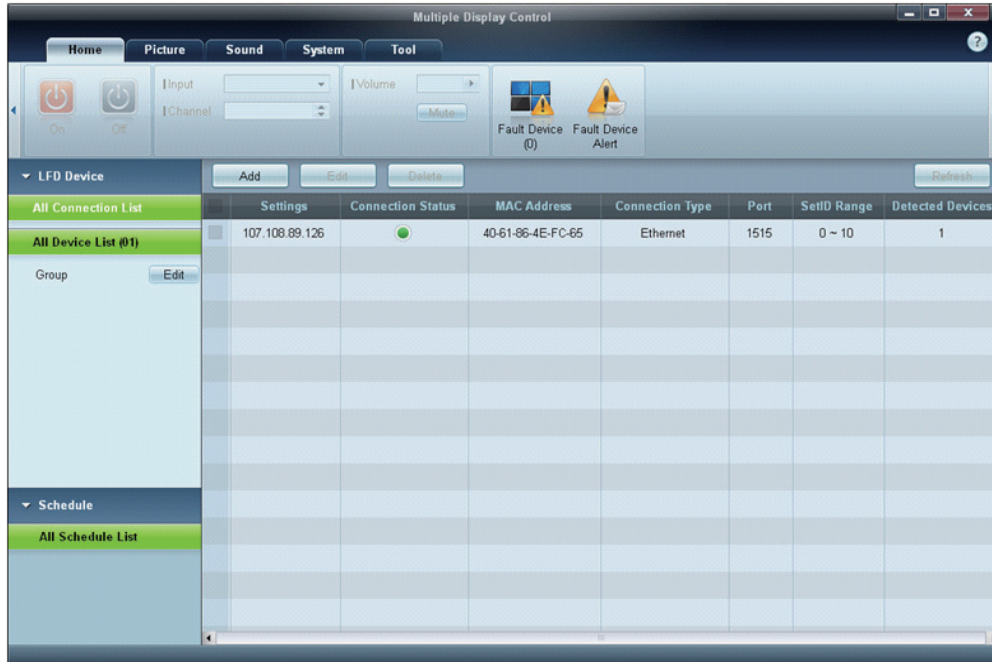 Multiple Display Control
Home Picture Sound System Tool
?
Input
Channel
On Off
Volume
Mute
Fault Device
(0)
Fault Device
Alert
LFD Device
Add Edit Delete Refresh
All Connection List
Settings Connection Status MAC Address Connection Type Port SetID Range Detected Devices
All Device List (01)
107.108.89.126 40-61-86-4E-FC-65 Ethernet 1515 0 ~ 10 1
Group Edit
Schedule
All Schedule List